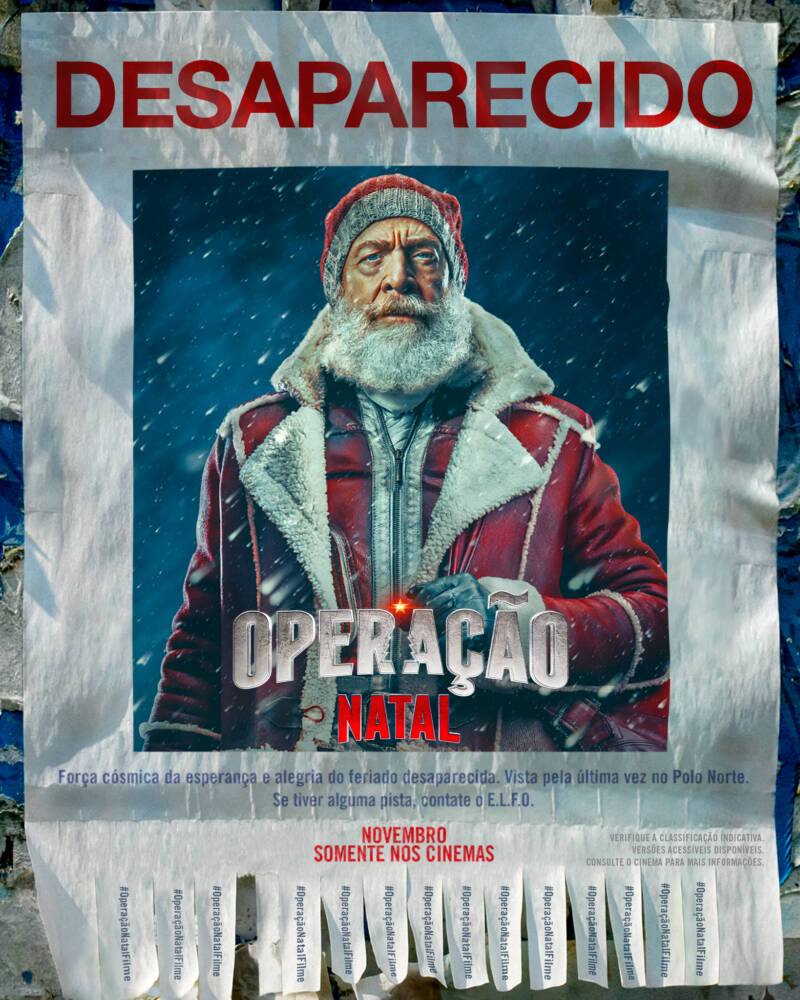 DESAPARECIDO
OPERAÇÃO
NATAL
Força cósmica da esperança e alegria do feriado desaparecida. Vista pela última vez no Polo Norte.
Se tiver alguma pista, contate o E.L.F.O.
NOVEMBRO
SOMENTE NOS CINEMAS
VERIFIQUE A CLASSIFICAÇÃO INDICATIVA.
VERSÕES ACESSÍVEIS DISPONÍVEIS.
CONSULTE O CINEMA PARA MAIS INFORMAÇÕES.
#OperaçãoNatalFilme
#OperaçãoNatalFilme
#OperaçãoNatalFilme
#OperaçãoNatalFilme
#OperaçãoNatalFilme
#OperaçãoNatalFilme
#OperaçãoNatalFilme
#OperaçãoNatalFilme
#OperaçãoNatalFilme
#OperaçãoNatalFilme
#OperaçãoNatalFilme
#OperaçãoNatalFilme
#OperaçãoNatalFilme
#OperaçãoNatalFilme